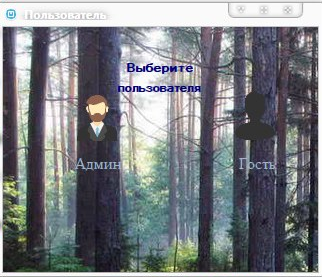 Пользователь
Выберите
пользователя
Админ
Гость